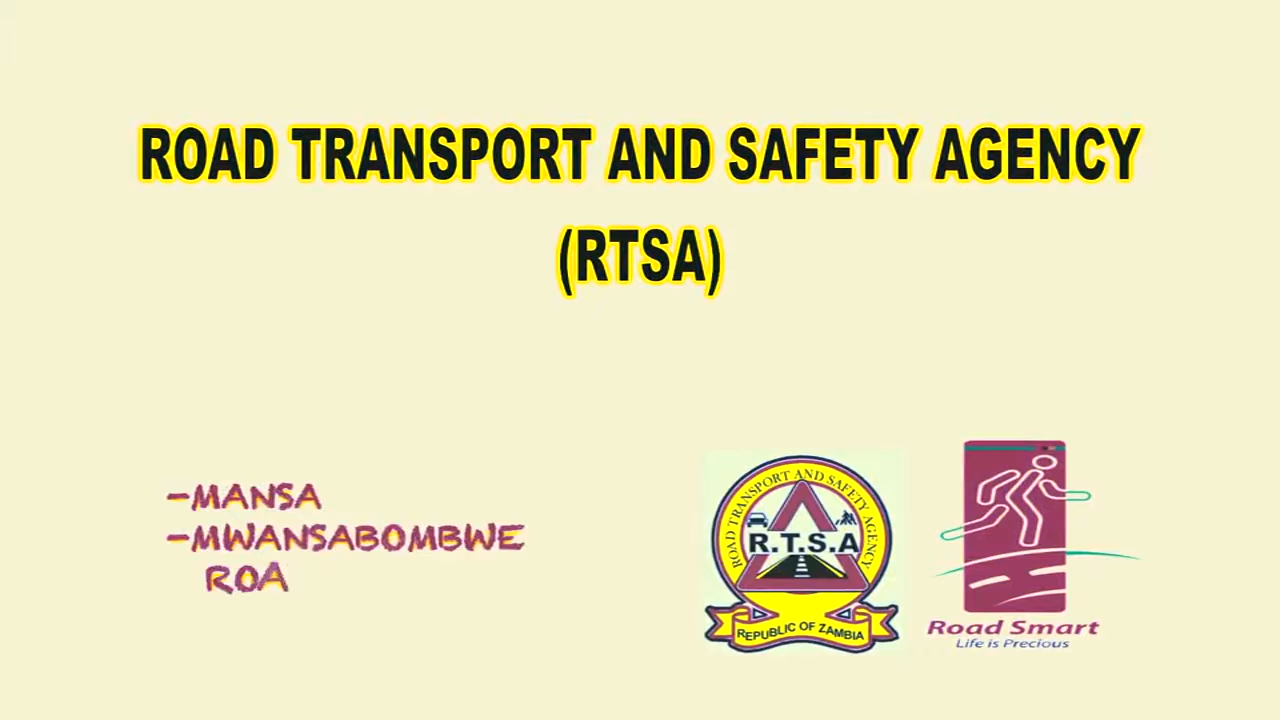 ROAD TRANSPORT AND SAFETY AGENCY
(RTSA)
-MANSA
-MWANSABOMBWE
ROA
ROAD TRANSPORT AND SAFETY AGENCY
R.T.S.A
REPUBLIC OF ZAMBIA
Road Smart
Life is Precious